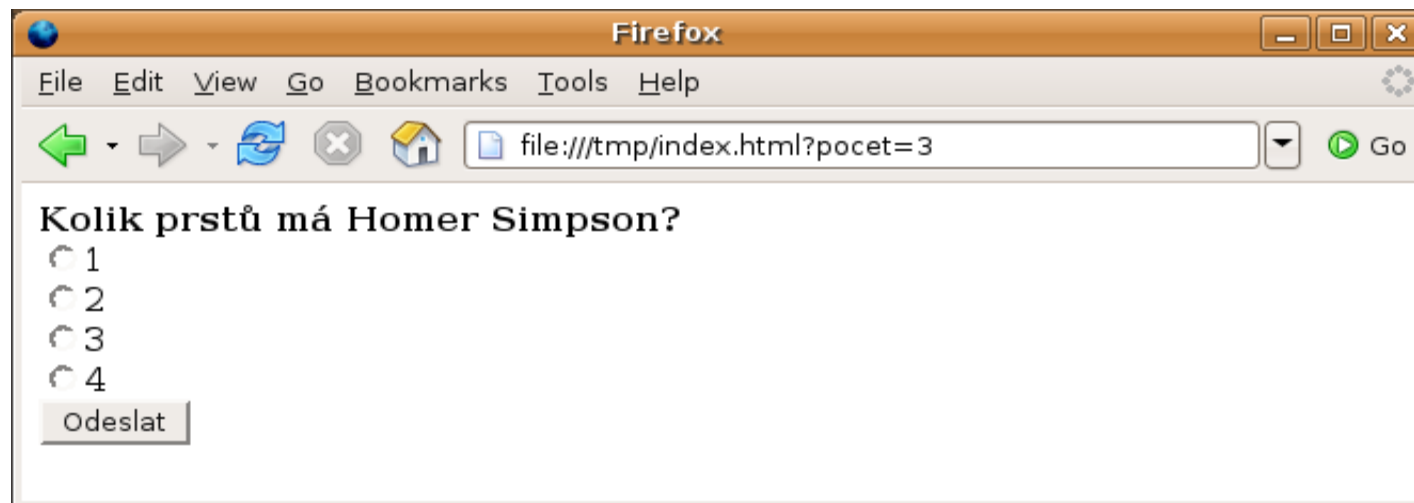 Firefox
File Edit View Go Bookmarks Tools Help
file:///tmp/index.html?pocet=3 Go
Kolik prstů má Homer Simpson?
1
2
3
4
Odeslat